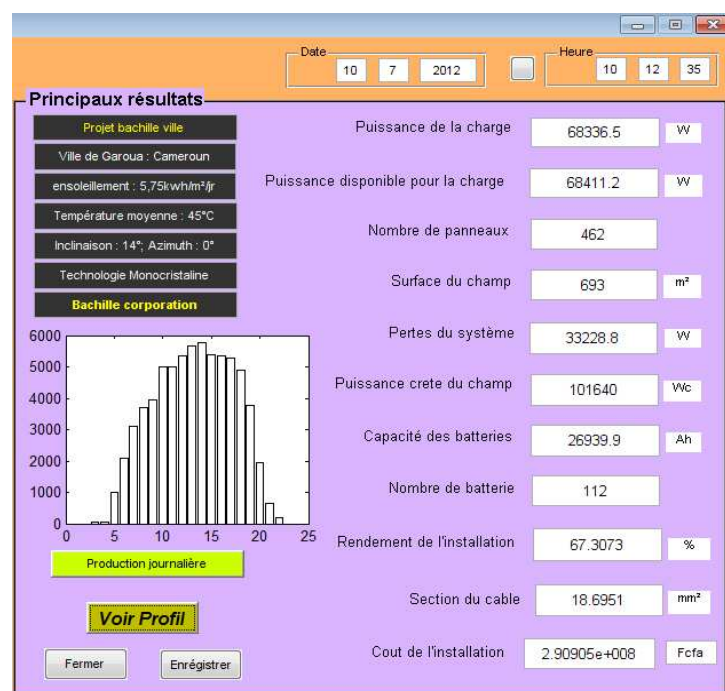 Date
10 7 2012
Heure
10 12 35
Principaux résultats
Projet bachille ville
Ville de Garoua : Cameroun
ensoleillement : 5,75kwh/m²/jr
Température moyenne : 45°C
Inclinaison : 14°; Azimuth : 0°
Technologie Monocristaline
Bachille corporation
6000
5000
4000
3000
2000
1000
0
0 5 10 15 20 25
Production journalière
Voir Profil
Fermer
Enrégistrer
Puissance de la charge 68336.5 W
Puissance disponible pour la charge 68411.2 W
Nombre de panneaux 462
Surface du champ 693 m²
Pertes du système 33228.8 W
Puissance crete du champ 101640 Wc
Capacité des batteries 26939.9 Ah
Nombre de batterie 112
Rendement de l'installation 67.3073 %
Section du cable 18.6951 mm²
Cout de l'installation 2.90905e+008 Fcfa